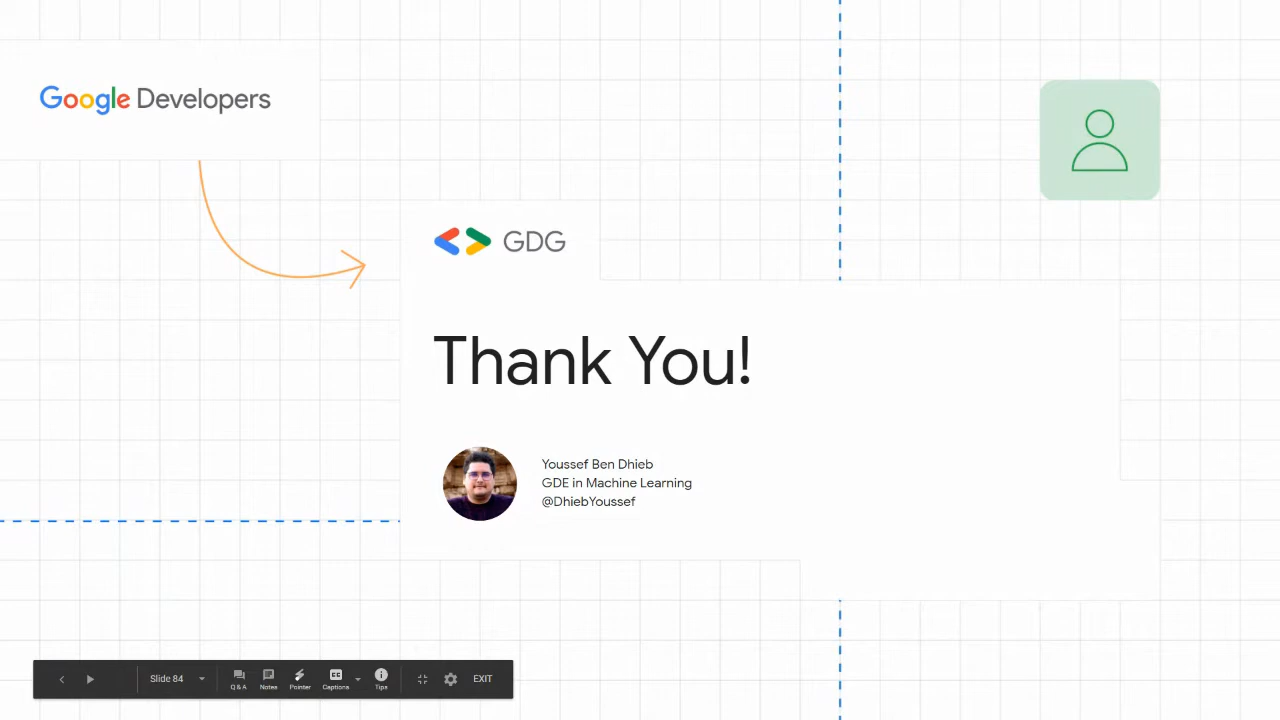 Google Developers
GDG
Thank You!
Youssef Ben Dhieb
GDE in Machine Learning
@DhiebYoussef
Slide 84
Q & A
Notes
Pointer
CC
Captions
Tips
EXIT